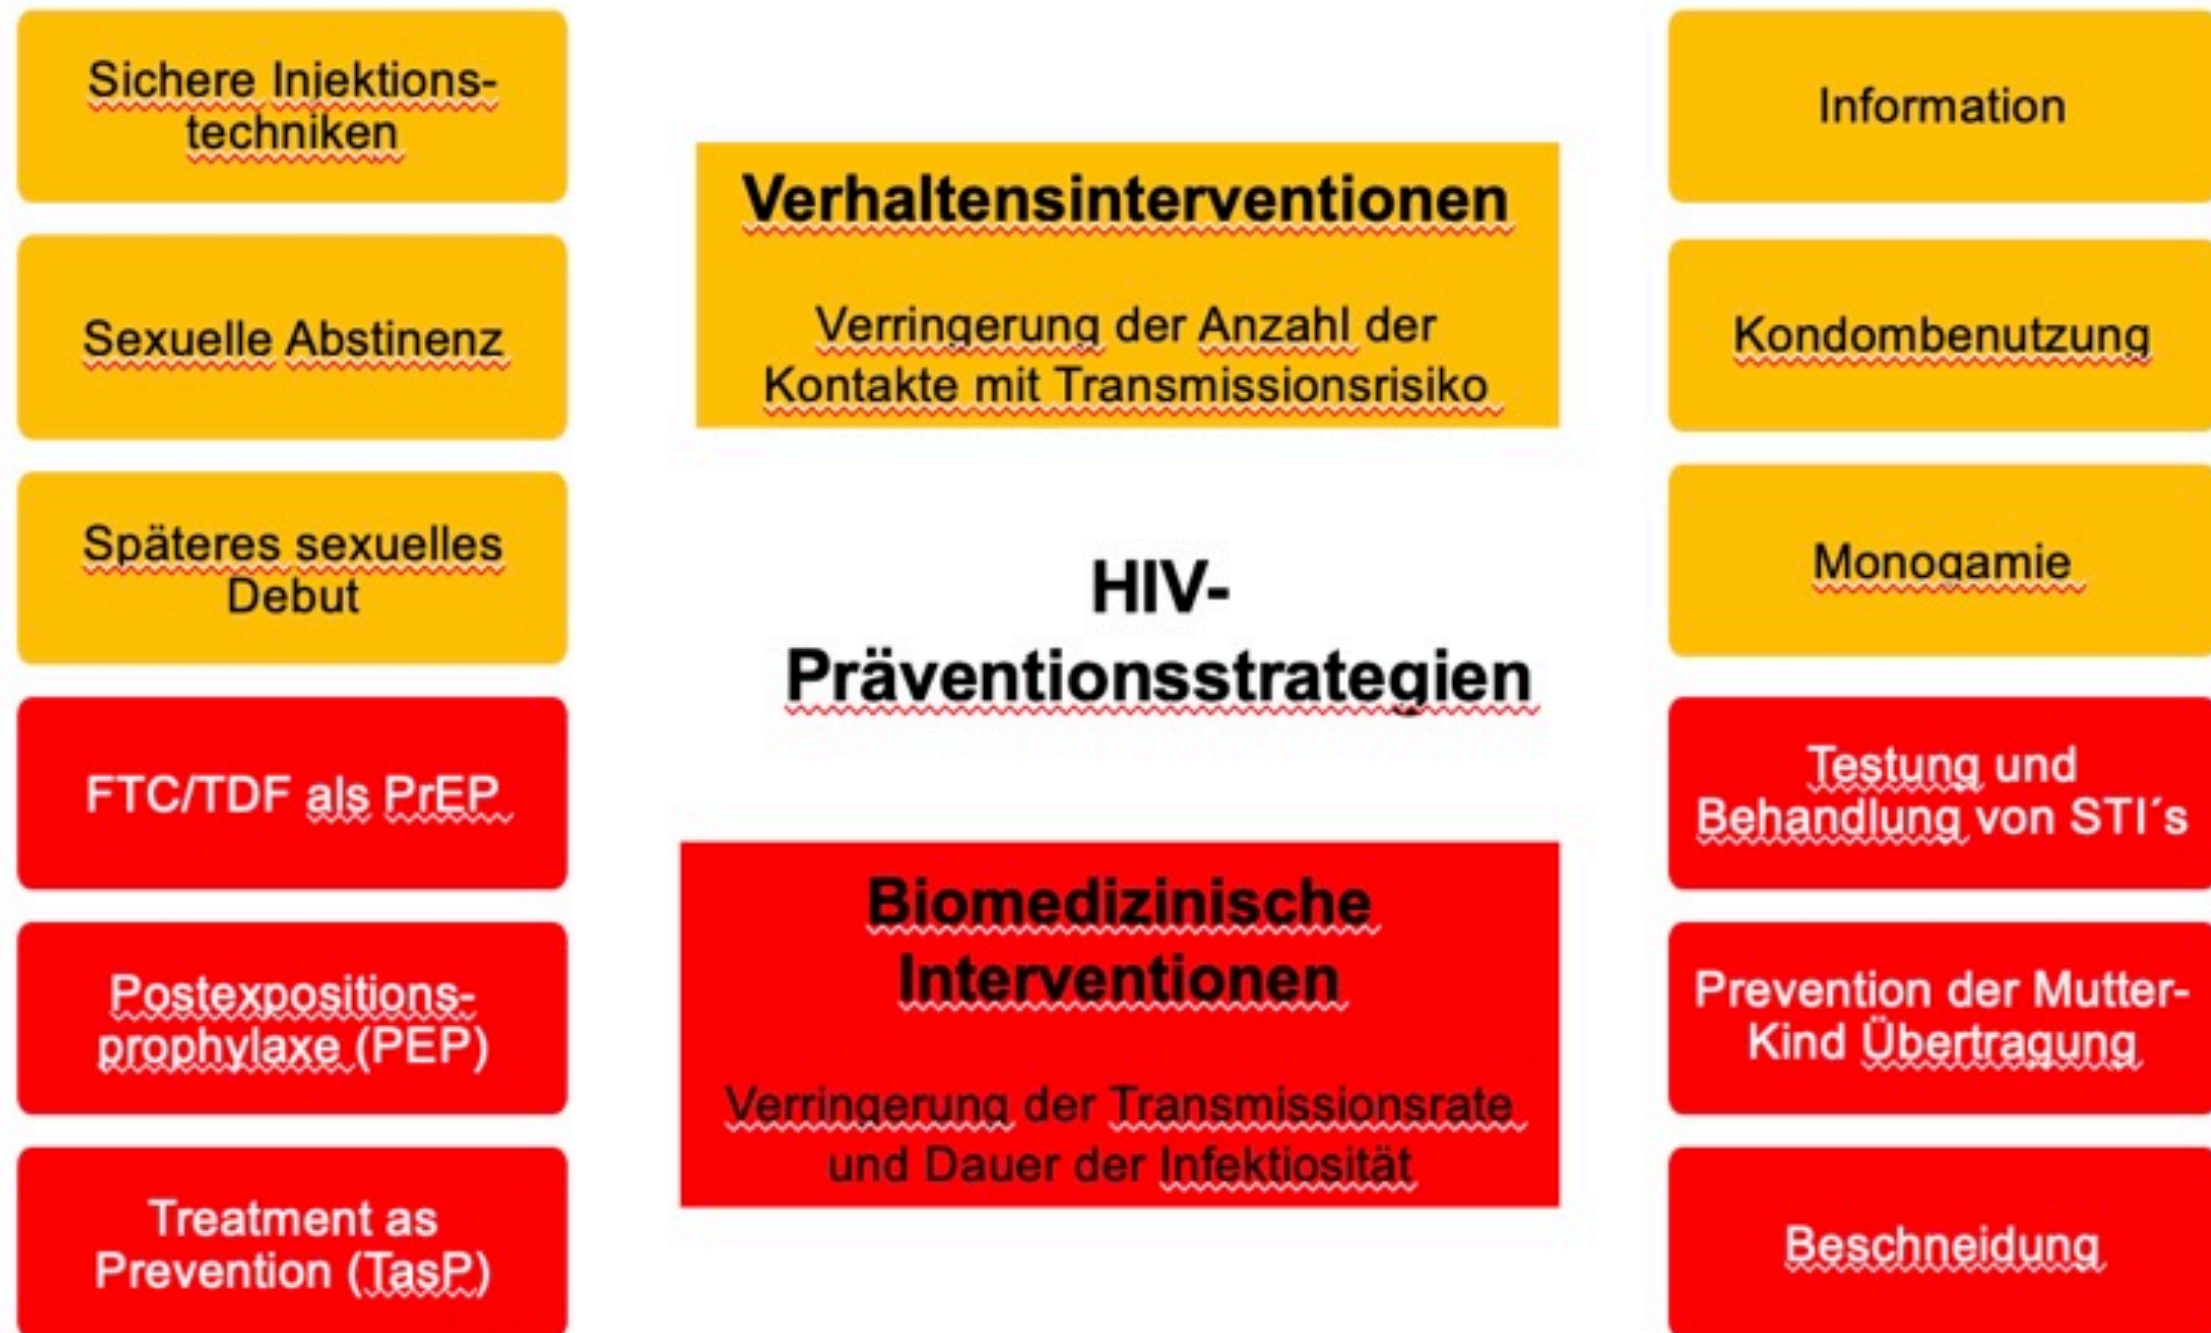 Sichere Injektions-
techniken
Sexuelle Abstinenz
Späteres sexuelles
Debut
FTC/TDF als PrEP
Postexpositions-
prophylaxe (PEP)
Treatment as
Prevention (TasP)
Verhaltensinterventionen
Verringerung der Anzahl der
Kontakte mit Transmissionsrisiko
HIV-
Präventionsstrategien
Biomedizinische
Interventionen
Verringerung der Transmissionsrate
und Dauer der Infektiosität
Information
Kondombenutzung
Monogamie
Testung und
Behandlung von STI´s
Prevention der Mutter-
Kind Übertragung
Beschneidung